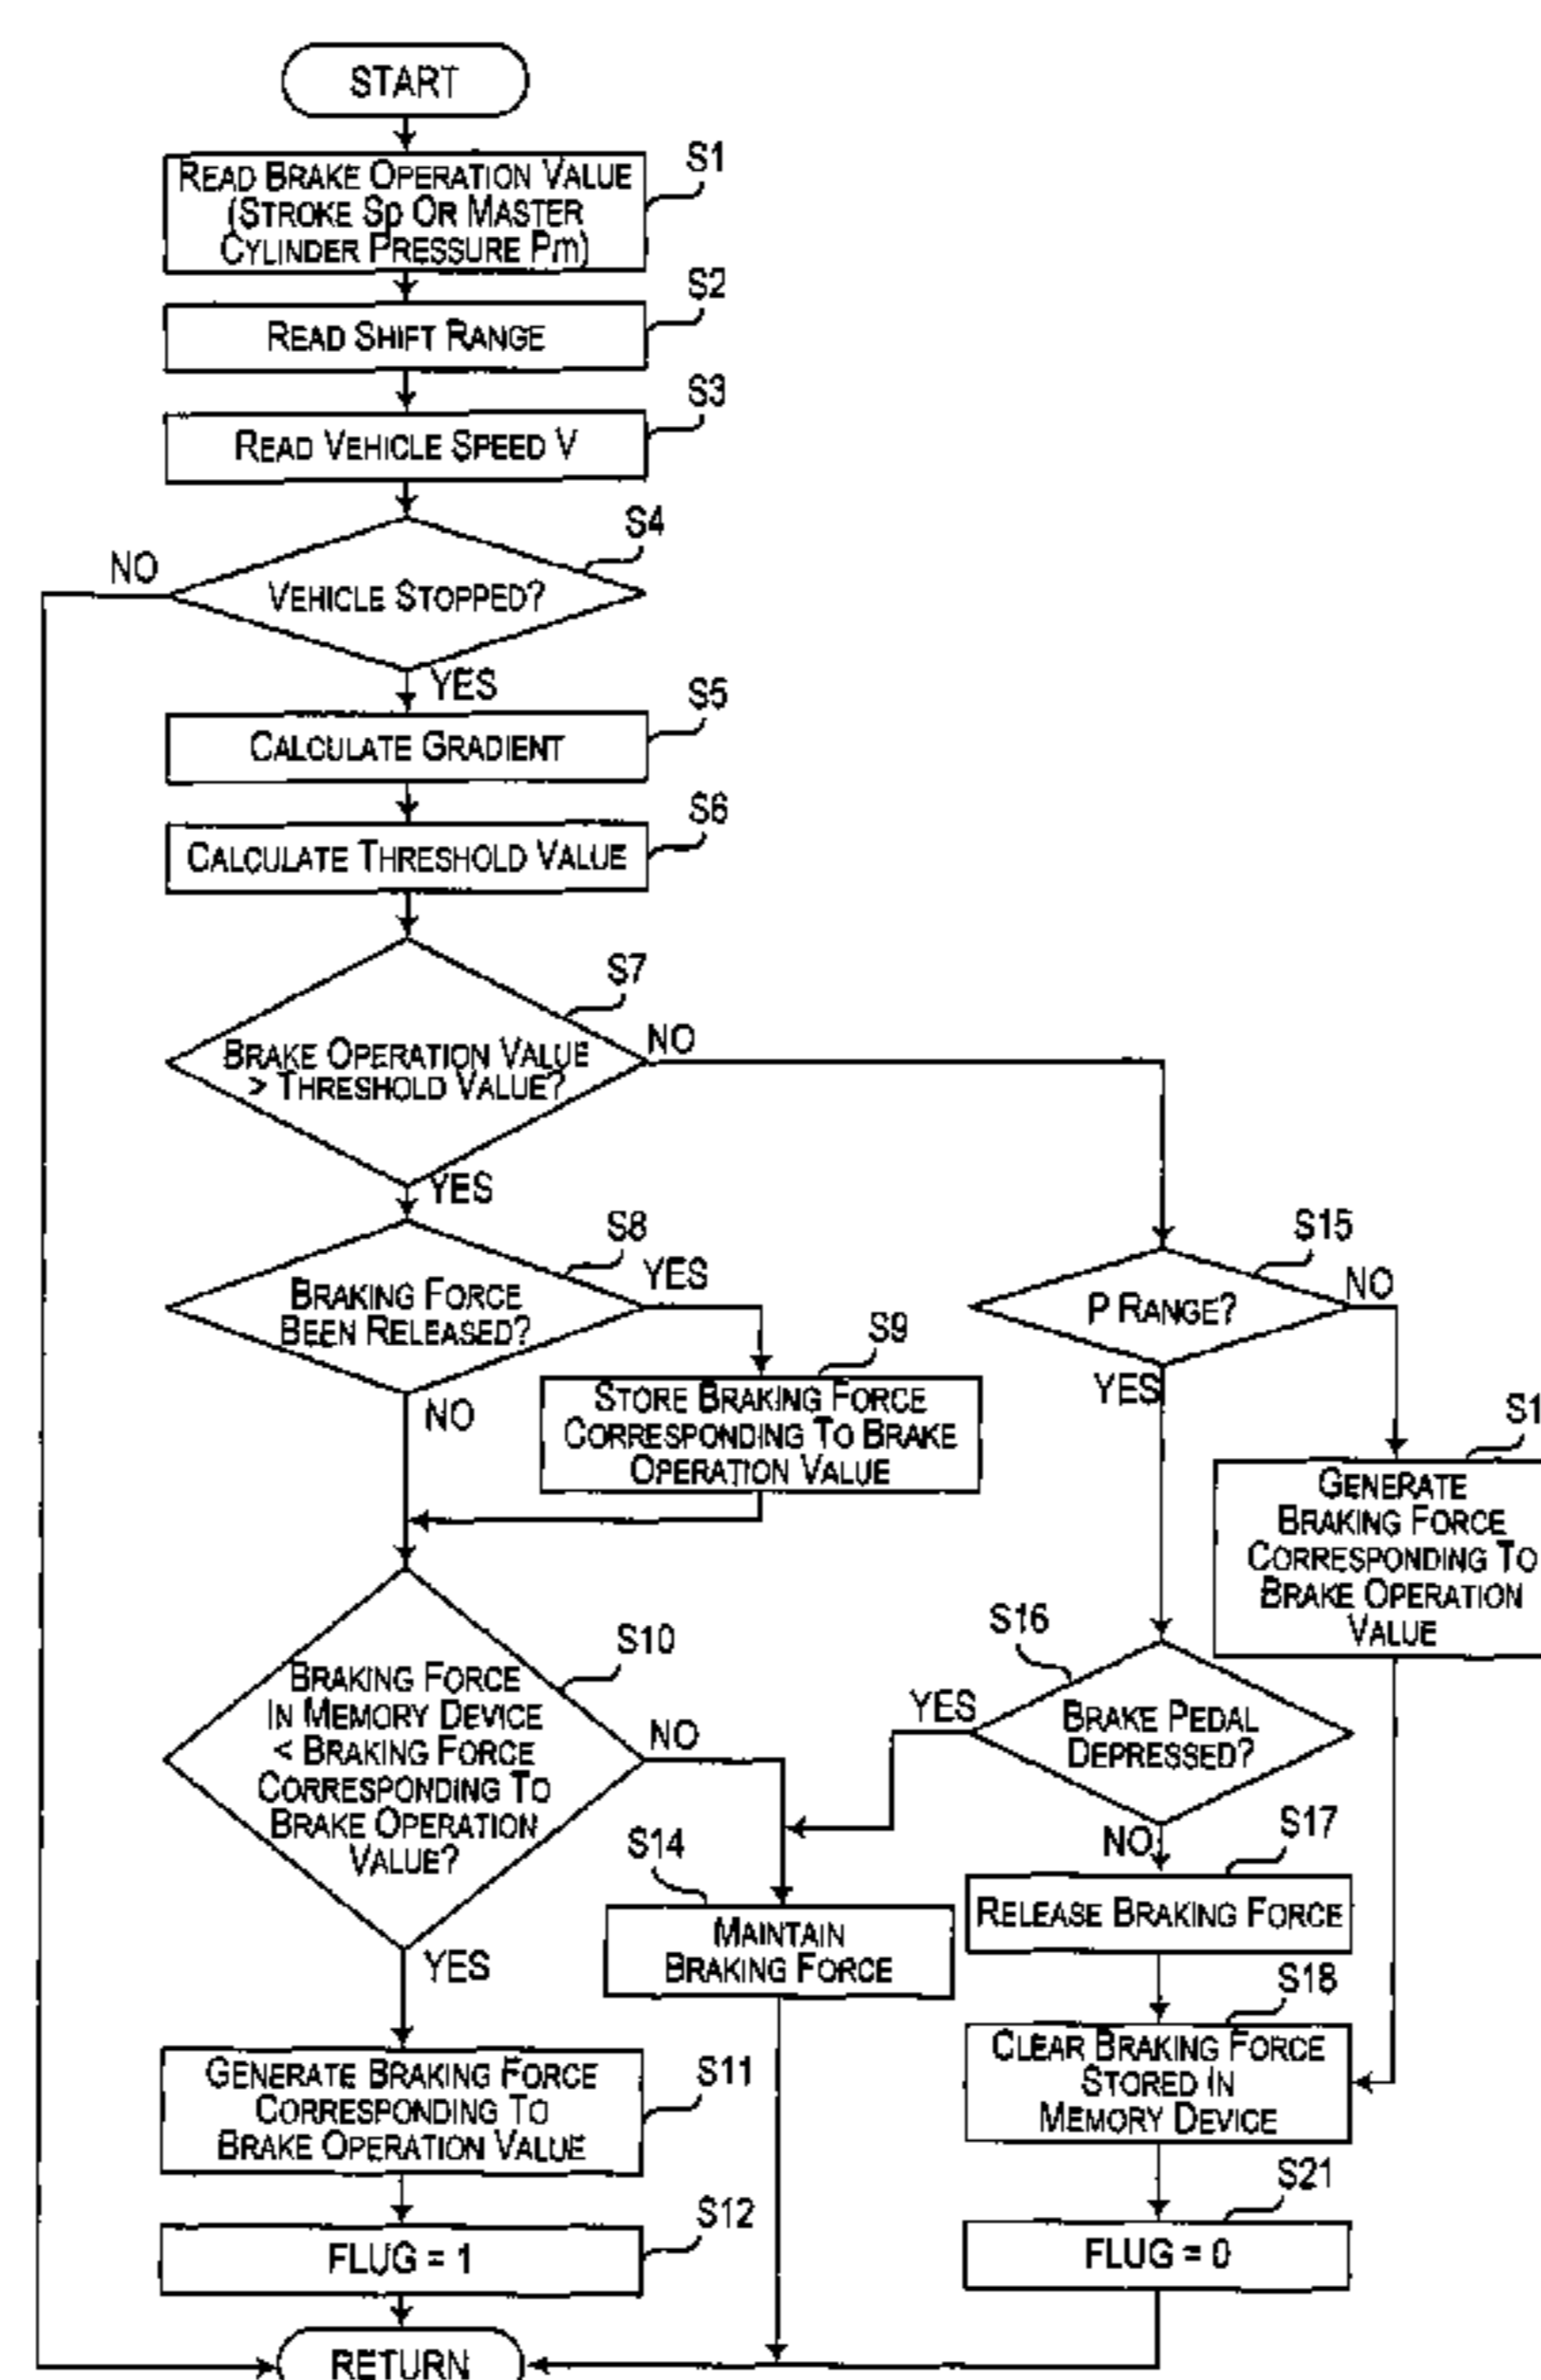 START
READ BRAKE OPERATION VALUE
(STROKE Sp OR MASTER
CYLINDER PRESSURE Pm)
S1
READ SHIFT RANGE
S2
READ VEHICLE SPEED V
S3
VEHICLE STOPPED?
S4
NO
YES
CALCULATE GRADIENT
S5
CALCULATE THRESHOLD VALUE
S6
BRAKE OPERATION VALUE
> THRESHOLD VALUE?
S7
NO
YES
BRAKING FORCE
BEEN RELEASED?
S8
YES
NO
STORE BRAKING FORCE
CORRESPONDING TO BRAKE
OPERATION VALUE
S9
BRAKING FORCE
IN MEMORY DEVICE
< BRAKING FORCE
CORRESPONDING TO
BRAKE OPERATION
VALUE?
S10
NO
YES
GENERATE BRAKING FORCE
CORRESPONDING TO
BRAKE OPERATION VALUE
S11
FLUG = 1
S12
MAINTAIN
BRAKING FORCE
S14
P RANGE?
S15
NO
YES
GENERATE
BRAKING FORCE
CORRESPONDING TO
BRAKE OPERATION
VALUE
S1
BRAKE PEDAL
DEPRESSED?
S16
YES
NO
RELEASE BRAKING FORCE
S17
CLEAR BRAKING FORCE
STORED IN
MEMORY DEVICE
S18
FLUG = 0
S21
RETURN